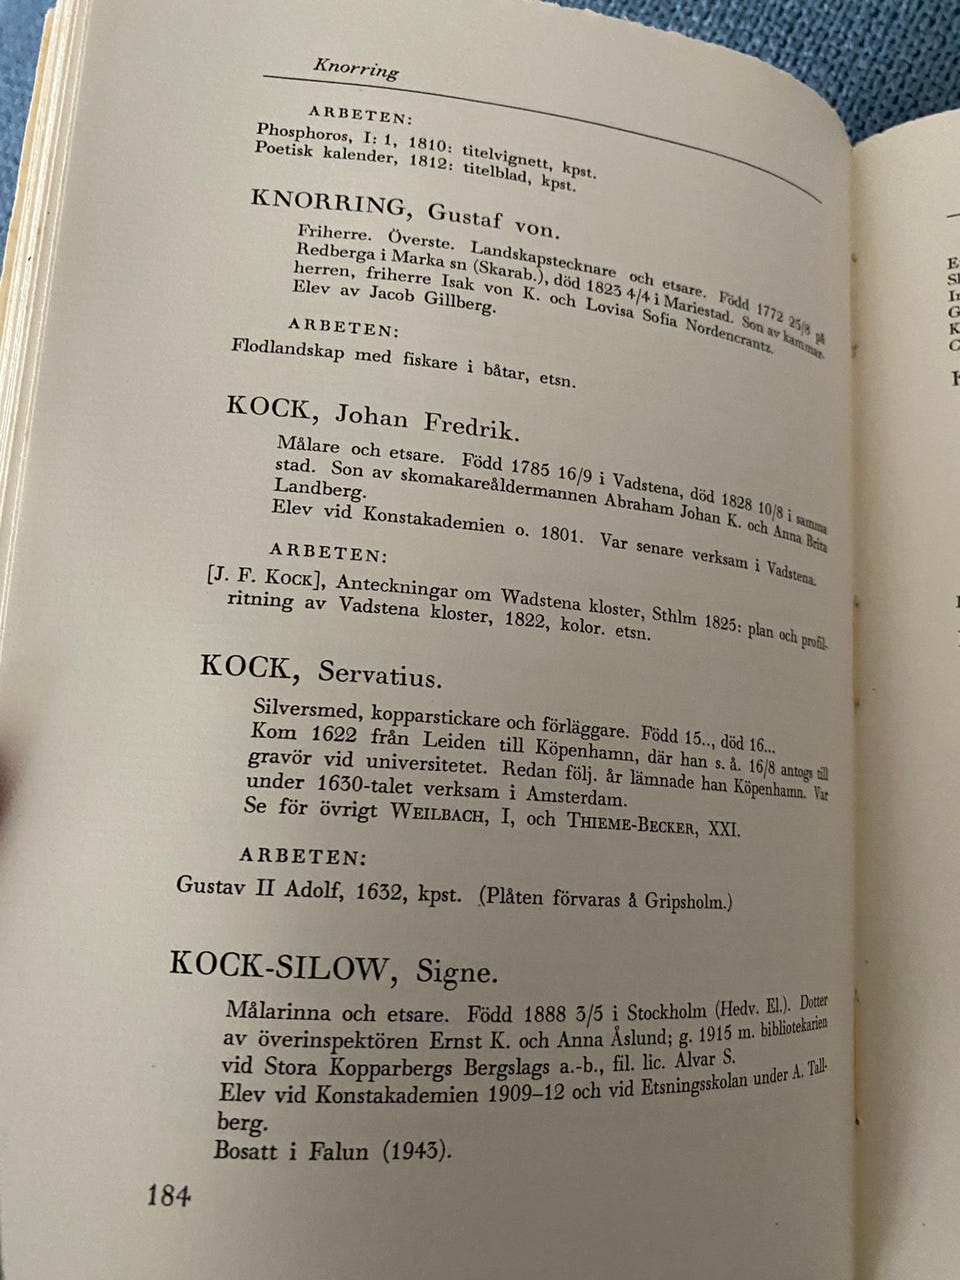 Knorring
ARBETEN:
Phosphoros, I: 1, 1810: titelvignett, kpst.
Poetisk kalender, 1812: titelblad, kpst.
KNORRING, Gustaf von.
Friherre. Överste. Landskapstecknare och etsare. Född 1772 25/8 på
Redberga i Marka sn (Skarab.), död 1823 4/4 i Mariestad. Son av kammar-
herren, friherre Isak von K. och Lovisa Sofia Nordencrantz.
Elev av Jacob Gillberg.
ARBETEN:
Flodlandskap med fiskare i båtar, etsn.
KOCK, Johan Fredrik.
Målare och etsare. Född 1785 16/9 i Vadstena, död 1828 10/8 i samma
stad. Son av skomakareåldermannen Abraham Johan K. och Anna Brita
Landberg.
Elev vid Konstakademien o. 1801. Var senare verksam i Vadstena.
ARBETEN:
[J. F. KOCK], Anteckningar om Wadstena kloster, Sthlm 1825: plan och profil-
ritning av Vadstena kloster, 1822, kolor. etsn.
KOCK, Servatius.
Silversmed, kopparstickare och förläggare. Född 15.., död 16...
Kom 1622 från Leiden till Köpenhamn, där han s. å. 16/8 antogs till
gravör vid universitetet. Redan följ. år lämnade han Köpenhamn. Var
under 1630-talet verksam i Amsterdam.
Se för övrigt WEILBACH, I, och THIEME-BECKER, XXI.
ARBETEN:
Gustav II Adolf, 1632, kpst. (Plåten förvaras å Gripsholm.)
KOCK-SILOW, Signe.
Målarinna och etsare. Född 1888 3/5 i Stockholm (Hedv. El.). Dotter
av överinspektören Ernst K. och Anna Åslund; g. 1915 m. bibliotekarien
vid Stora Kopparbergs Bergslags a.-b., fil. lic. Alvar S.
Elev vid Konstakademien 1909–12 och vid Etsningsskolan under A. Tall-
berg.
Bosatt i Falun (1943).
184